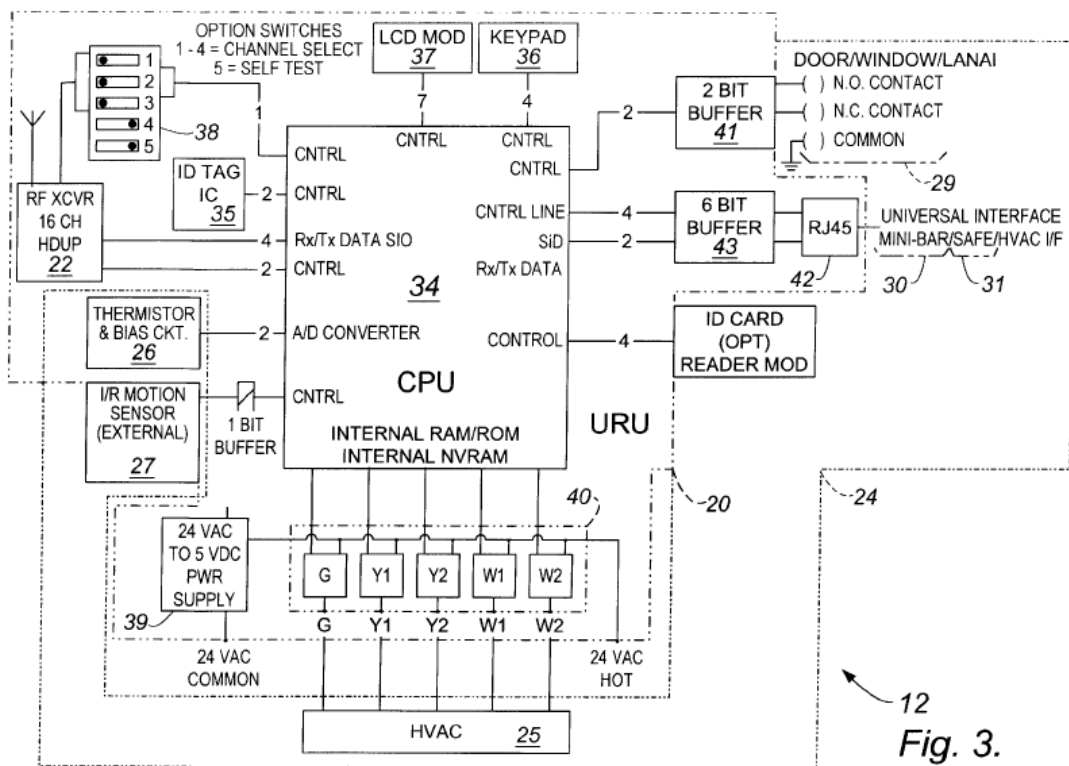 OPTION SWITCHES
1 - 4 = CHANNEL SELECT
5 = SELF TEST
1
2
3
4
5
38
LCD MOD
37
KEYPAD
36
7
4
DOOR/WINDOW/LANAI
N.O. CONTACT
N.C. CONTACT
COMMON
29
2 BIT
BUFFER
41
2
1
CNTRL
CNTRL
CNTRL
CNTRL
ID TAG
IC
35
2
CNTRL
RF XCVR
16 CH
HDUP
22
4
Rx/Tx DATA SIO
2
CNTRL
CNTRL LINE
4
SiD
2
Rx/Tx DATA
6 BIT
BUFFER
43
RJ45
42
UNIVERSAL INTERFACE
MINI-BAR/SAFE/HVAC I/F
30
31
34
THERMISTOR
& BIAS CKT.
26
2
A/D CONVERTER
CONTROL
4
ID CARD
(OPT)
READER MOD
CPU
I/R MOTION
SENSOR
(EXTERNAL)
27
1 BIT
BUFFER
CNTRL
URU
INTERNAL RAM/ROM
INTERNAL NVRAM
40
20
24
24 VAC
TO 5 VDC
PWR
SUPPLY
39
G
Y1
Y2
W1
W2
G
Y1
Y2
W1
W2
24 VAC
COMMON
24 VAC
HOT
HVAC
25
12
Fig. 3.